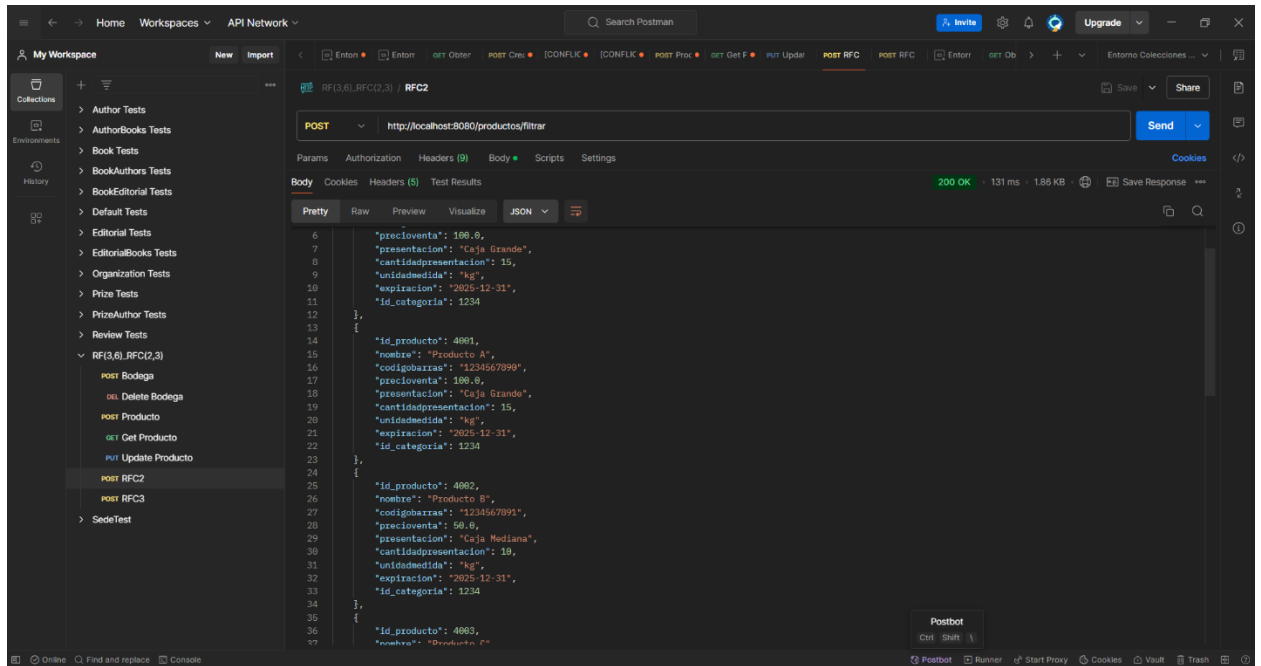 Home Workspaces API Network Search Postman Invite Upgrade
My Workspace New Import
Enton Entorr GET Obter POST Crec [CONFLIC [CONFLIC POST Proc GET Get F PUT Updat POST RFC POST RFC Entorr GET Ob Entorno Colecciones ...
Collections
Environments
History
Author Tests
AuthorBooks Tests
Book Tests
BookAuthors Tests
BookEditorial Tests
Default Tests
Editorial Tests
EditorialBooks Tests
Organization Tests
Prize Tests
PrizeAuthor Tests
Review Tests
RF(3,6)_RFC(2,3)
POST Bodega
DEL Delete Bodega
POST Producto
GET Get Producto
PUT Update Producto
POST RFC2
POST RFC3
SedeTest
HTTP RF(3,6)_RFC(2,3) / RFC2 Save Share
POST http://localhost:8080/productos/filtrar Send
Params Authorization Headers (9) Body Scripts Settings Cookies
Body Cookies Headers (5) Test Results 200 OK 131 ms 1.86 KB Save Response
Pretty Raw Preview Visualize JSON
6 "precioventa": 100.0,
7 "presentacion": "Caja Grande",
8 "cantidadpresentacion": 15,
9 "unidadmedida": "kg",
10 "expiracion": "2025-12-31",
11 "id_categoria": 1234
12 },
13 {
14 "id_producto": 4001,
15 "nombre": "Producto A",
16 "codigobarras": "1234567890",
17 "precioventa": 100.0,
18 "presentacion": "Caja Grande",
19 "cantidadpresentacion": 15,
20 "unidadmedida": "kg",
21 "expiracion": "2025-12-31",
22 "id_categoria": 1234
23 },
24 {
25 "id_producto": 4002,
26 "nombre": "Producto B",
27 "codigobarras": "1234567891",
28 "precioventa": 50.0,
29 "presentacion": "Caja Mediana",
30 "cantidadpresentacion": 10,
31 "unidadmedida": "kg",
32 "expiracion": "2025-12-31",
33 "id_categoria": 1234
34 },
35 {
36 "id_producto": 4003,
37 "nombre": "Producto C"
Postbot
Ctrl Shift \
Online Find and replace Console Postbot Runner Start Proxy Cookies Vault Trash